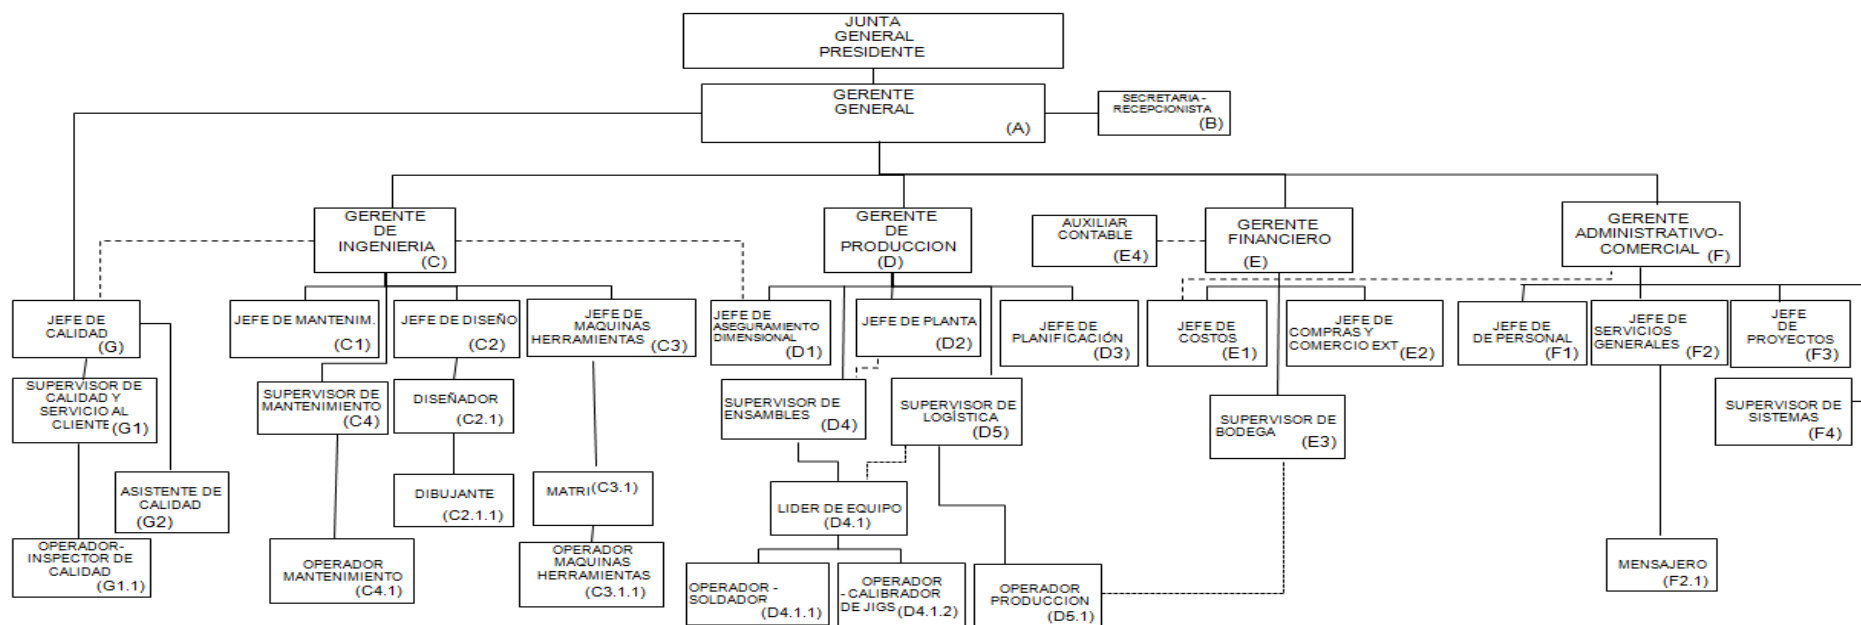 JUNTA
GENERAL
PRESIDENTE
GERENTE
GENERAL
(A)
SECRETARIA -
RECEPCIONISTA
(B)
GERENTE
DE
INGENIERIA
(C)
GERENTE
DE
PRODUCCION
(D)
AUXILIAR
CONTABLE
(E4)
GERENTE
FINANCIERO
(E)
GERENTE
ADMINISTRATIVO-
COMERCIAL
(F)
JEFE DE
CALIDAD
(G)
JEFE DE MANTENIM.
(C1)
JEFE DE DISEÑO
(C2)
JEFE DE
MAQUINAS
HERRAMIENTAS (C3)
JEFE DE
ASEGURAMIENTO
DIMENSIONAL
(D1)
JEFE DE PLANTA
(D2)
JEFE DE
PLANIFICACIÓN
(D3)
JEFE DE
COSTOS
(E1)
JEFE DE
COMPRAS Y
COMERCIO EXT (E2)
JEFE DE
DE PERSONAL
(F1)
JEFE DE
SERVICIOS
GENERALES
(F2)
JEFE
DE
PROYECTOS
(F3)
SUPERVISOR DE
CALIDAD Y
SERVICIO AL
CLIENTE (G1)
SUPERVISOR DE
MANTENIMIENTO
(C4)
DISEÑADOR
(C2.1)
SUPERVISOR DE
ENSAMBLES
(D4)
SUPERVISOR DE
LOGÍSTICA
(D5)
SUPERVISOR DE
BODEGA
(E3)
SUPERVISOR DE
SISTEMAS
(F4)
ASISTENTE DE
CALIDAD
(G2)
DIBUJANTE
(C2.1.1)
MATRI (C3.1)
LIDER DE EQUIPO
(D4.1)
OPERADOR-
INSPECTOR DE
CALIDAD
(G1.1)
OPERADOR
MANTENIMIENTO
(C4.1)
OPERADOR
MAQUINAS
HERRAMIENTAS
(C3.1.1)
OPERADOR -
SOLDADOR
(D4.1.1)
OPERADOR
- CALIBRADOR
DE JIGS (D4.1.2)
OPERADOR
PRODUCCION
(D5.1)
MENSAJERO
(F2.1)